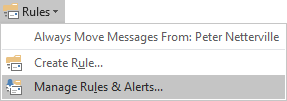 Rules
Always Move Messages From: Peter Netterville
Create Rule...
Manage Rules & Alerts...